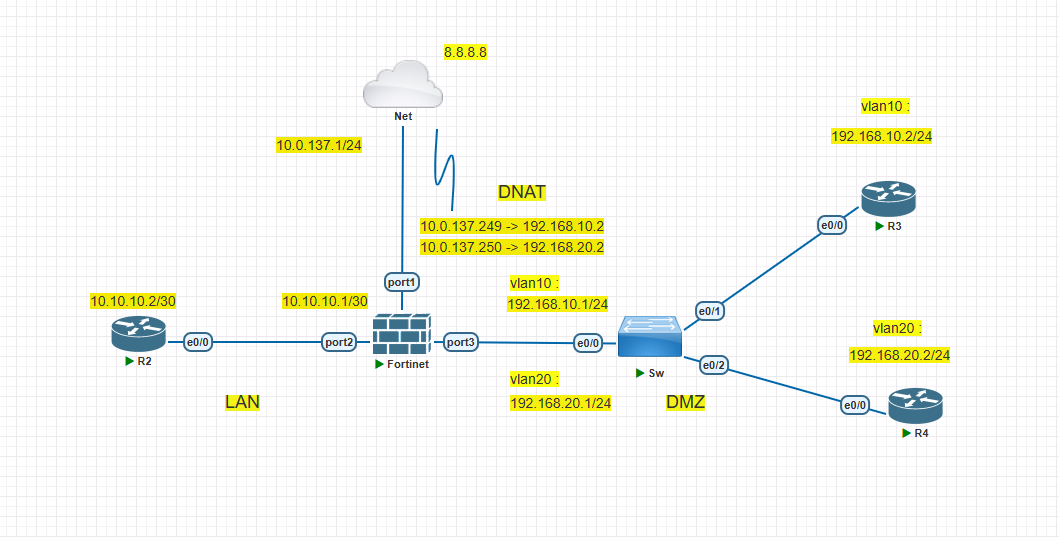 8.8.8.8
Net
10.0.137.1/24
vlan10 :
192.168.10.2/24
DNAT
10.0.137.249 -> 192.168.10.2
10.0.137.250 -> 192.168.20.2
e0/0
R3
port1
vlan10 :
192.168.10.1/24
10.10.10.2/30
10.10.10.1/30
e0/1
vlan20 :
192.168.20.2/24
e0/0
port2
port3
e0/0
R2
Fortinet
Sw
e0/2
vlan20 :
192.168.20.1/24
LAN
DMZ
e0/0
R4